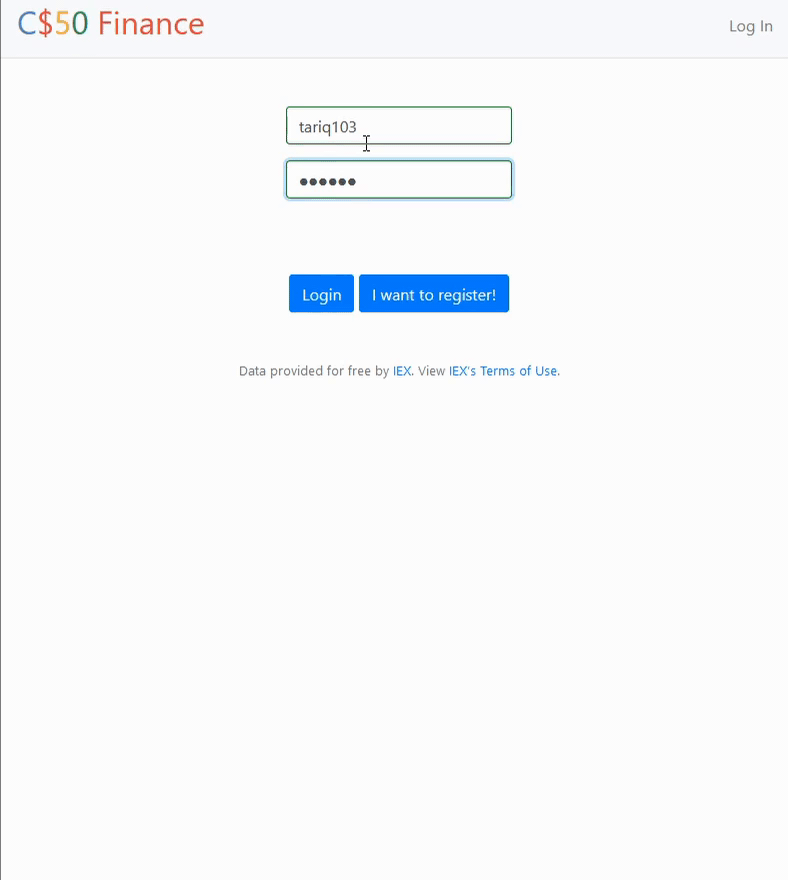 C$50 Finance
Log In
tariq103
●●●●●●
Login
I want to register!
Data provided for free by IEX. View IEX's Terms of Use.